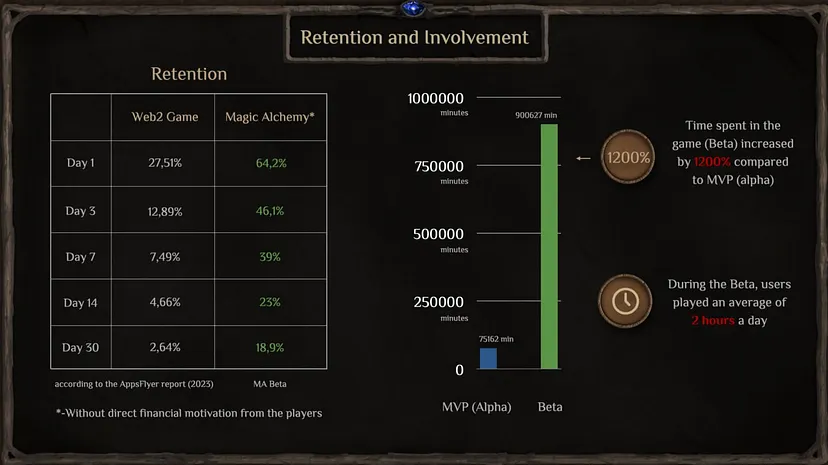 Retention and Involvement
Retention
Web2 Game Magic Alchemy*
Day 1 27,51% 64,2%
Day 3 12,89% 46,1%
Day 7 7,49% 39%
Day 14 4,66% 23%
Day 30 2,64% 18,9%
according to the AppsFlyer report (2023) MA Beta
*-Without direct financial motivation from the players
1000000
minutes
900627 min
750000
minutes
500000
minutes
250000
minutes
75162 min
0
MVP (Alpha) Beta
1200%
Time spent in the
game (Beta) increased
by 1200% compared
to MVP (alpha)
During the Beta, users
played an average of
2 hours a day